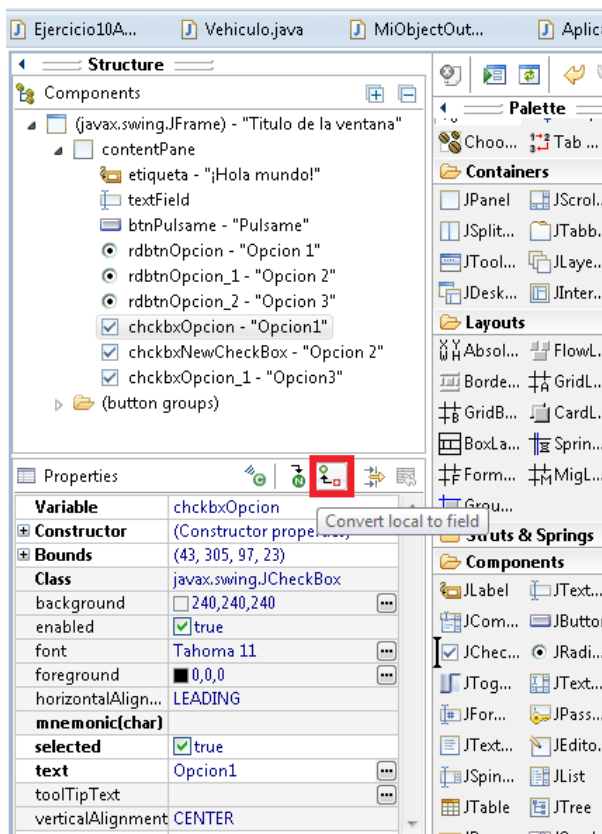 Ejercicio10A... Vehiculo.java MiObjectOut... Aplic
Structure
Components
(javax.swing.JFrame) - "Titulo de la ventana"
contentPane
etiqueta - "¡Hola mundo!"
textField
btnPulsame - "Pulsame"
rdbtnOpcion - "Opcion 1"
rdbtnOpcion_1 - "Opcion 2"
rdbtnOpcion_2 - "Opcion 3"
chckbxOpcion - "Opcion1"
chckbxNewCheckBox - "Opcion 2"
chckbxOpcion_1 - "Opcion3"
(button groups)
Properties
Convert local to field
Variable chckbxOpcion
Constructor (Constructor properties)
Bounds (43, 305, 97, 23)
Class javax.swing.JCheckBox
background 240,240,240
enabled true
font Tahoma 11
foreground 0,0,0
horizontalAlign... LEADING
mnemonic(char)
selected true
text Opcion1
toolTipText
verticalAlignment CENTER
Palette
Choo... Tab ...
Containers
JPanel JScrol...
JSplit... JTabb...
JTool... JLaye...
JDesk... JInter...
Layouts
Absol... FlowL...
Borde... GridL...
GridB... CardL...
BoxLa... Sprin...
Form... MigL...
Grou...
Struts & Springs
Components
JLabel JText...
JCom... JButton
JChec... JRadi...
JTog... JText...
JFor... JPass...
JText... JEdito...
JSpin... JList
JTable JTree